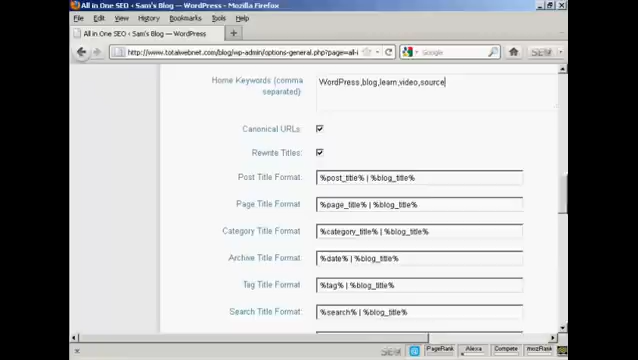 All in One SEO ‹ Sam's Blog — WordPress - Mozilla Firefox
File Edit View History Bookmarks Tools Help
All in One SEO ‹ Sam's Blog — WordPress
http://www.totalwebnet.com/blog/wp-admin/options-general.php?page=all-i
Google
Home Keywords (comma separated):
WordPress,blog,learn,video,source
Canonical URLs:
Rewrite Titles:
Post Title Format: %post_title% | %blog_title%
Page Title Format %page_title% | %blog_title%
Category Title Format %category_title% | %blog_title%
Archive Title Format %date% | %blog_title%
Tag Title Format %tag% | %blog_title%
Search Title Format: %search% | %blog_title%
PageRank Alexa Compete mozRank